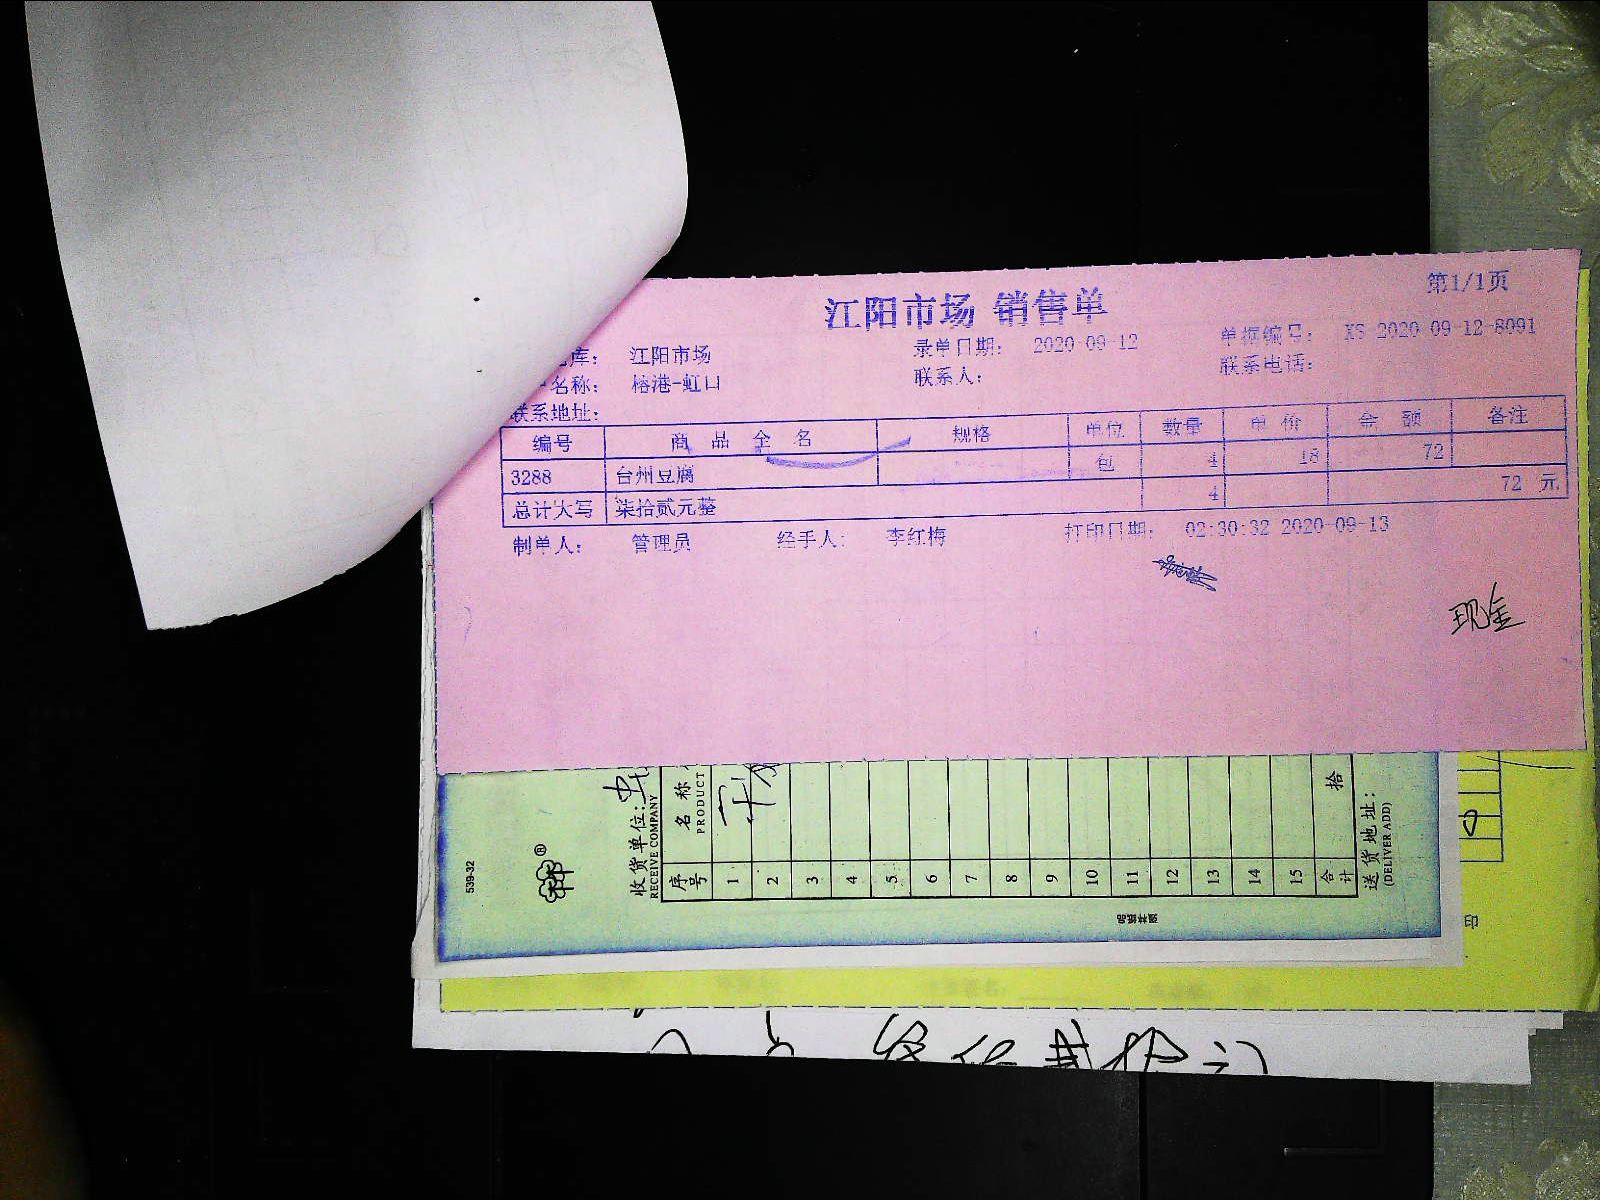 第1/1页
江阳市场 销售单
库: 江阳市场 录单日期: 2020-09-12 单据编号: XS-2020-09-12-8091
名称: 榕港-虹口 联系人: 联系电话:
联系地址:
编号 商品全名 规格 单位 数量 单价 金额 备注
3288 台州豆腐 包 4 18 72
总计大写 柒拾贰元整 4 72 元
制单人: 管理员 经手人: 李红梅 打印日期: 02:30:32 2020-09-13
现金
539-32
®
收货单位:
RECEIVE COMPANY
序号 名称
PRODUCT
1
2
3
4
5
6
7
8
9
10
11
12
13
14
15
合计 拾
送货地址:
(DELIVER ADD)